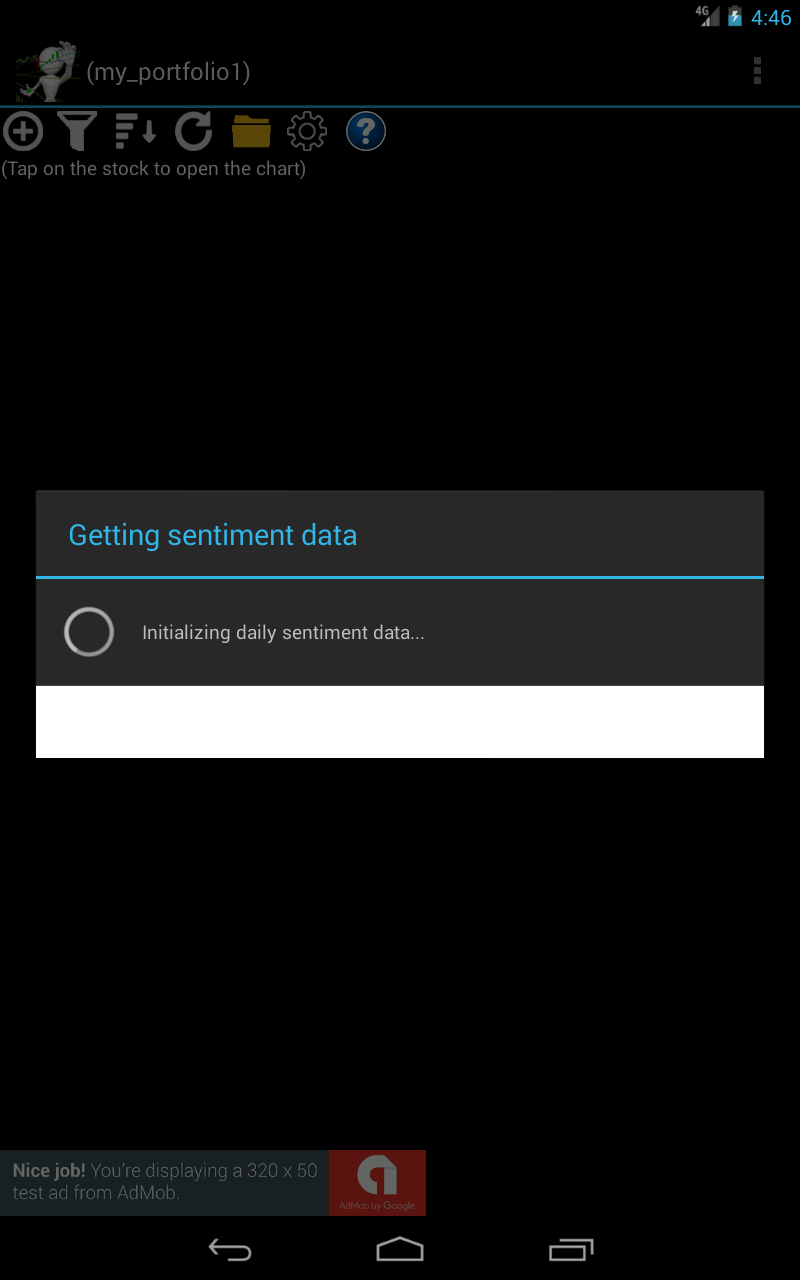 4G 4:46
(my_portfolio1)
(Tap on the stock to open the chart)
Getting sentiment data
Initializing daily sentiment data...
Nice job! You're displaying a 320 x 50
test ad from AdMob.
AdMob by Google